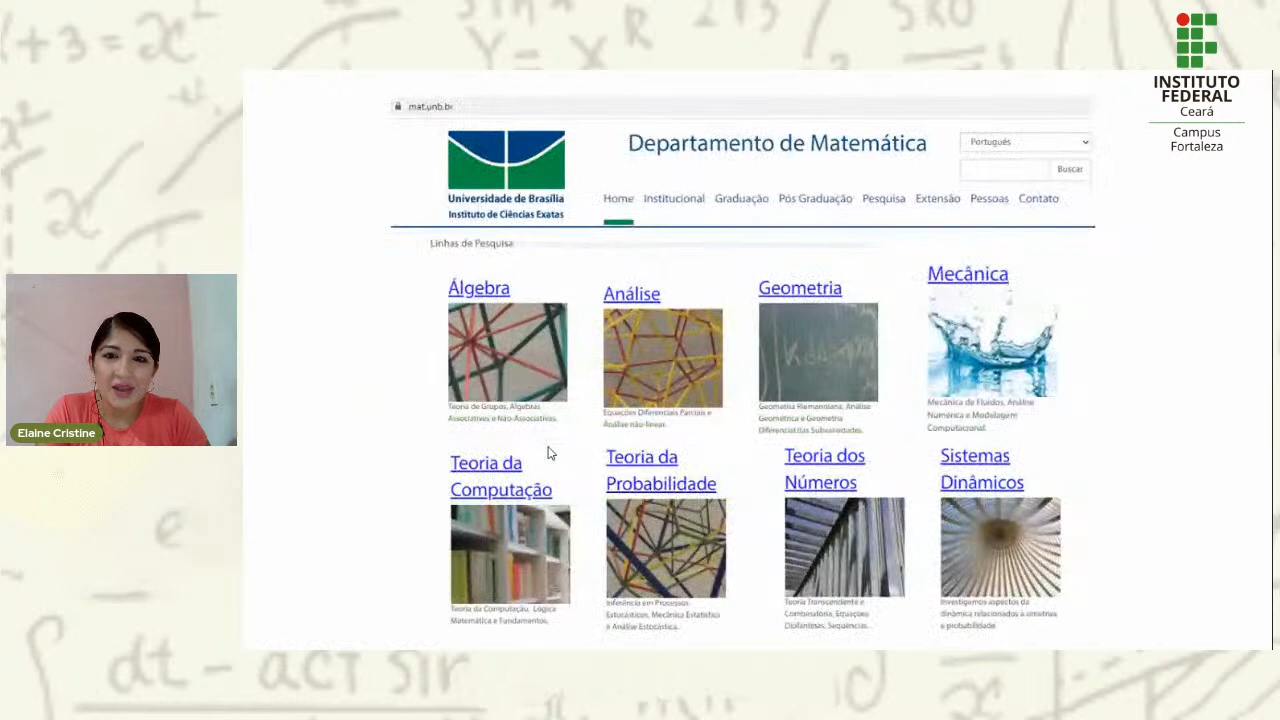 INSTITUTO
FEDERAL
Ceará
Campus
Fortaleza
mat.unb.br
Universidade de Brasília
Instituto de Ciências Exatas
Departamento de Matemática
Português
Buscar
Home Institucional Graduação Pós Graduação Pesquisa Extensão Pessoas Contato
Linhas de Pesquisa
Álgebra
Teoria de Grupos, Álgebras
Associativas e Não-Associativas.
Análise
Equações Diferenciais Parciais e
Análise não-linear.
Geometria
Geometria Riemanniana, Análise
Geométrica e Geometria
Diferencial das Subvariedades.
Mecânica
Mecânica de Fluidos, Análise
Numérica e Modelagem
Computacional.
Teoria da
Computação
Teoria da Computação, Lógica
Matemática e Fundamentos.
Teoria da
Probabilidade
Inferência em Processos
Estocásticos, Mecânica Estatística
e Análise Estocástica.
Teoria dos
Números
Teoria Transcendente e
Combinatória, Equações
Diofantinas, Sequências...
Sistemas
Dinâmicos
Investigamos aspectos da
dinâmica relacionados à
e probabilidade
Elaine Cristine